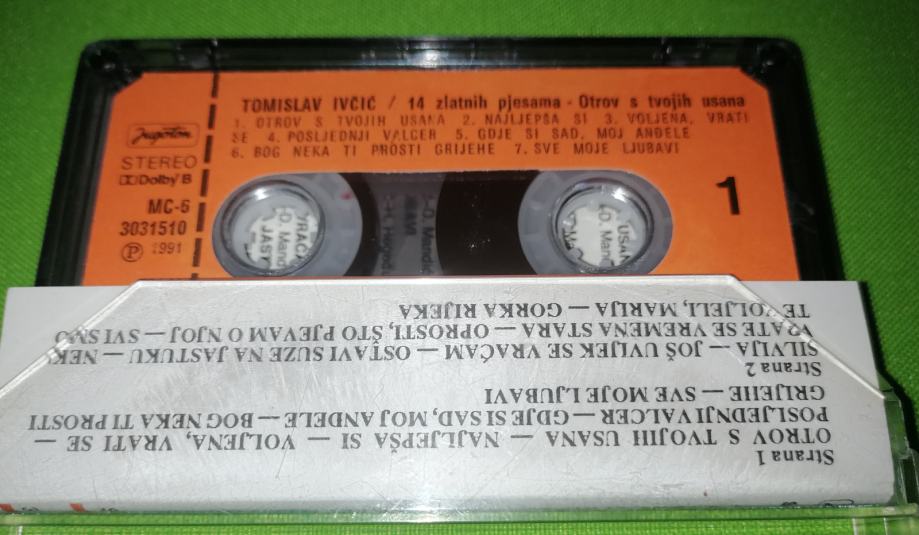 TOMISLAV IVČIĆ / 14 zlatnih pjesama - Otrov s tvojih usana
1. OTROV S TVOJIH USANA 2. NAJLJEPŠA SI 3. VOLJENA, VRATI
SE 4. POSLJEDNJI VALCER 5. GDJE SI SAD, MOJ ANĐELE
6. BOG NEKA TI PROSTI GRIJEHE 7. SVE MOJE LJUBAVI
Jugoton
STEREO
Dolby B
MC-6
3031510
℗ 1991
1
Strana 1
OTROV S TVOJIH USANA — NAJLJEPŠA SI — VOLJENA, VRATI SE —
POSLJEDNJI VALCER — GDJE SI SAD, MOJ ANĐELE — BOG NEKA TI PROSTI
GRIJEHE — SVE MOJE LJUBAVI
Strana 2
SILVIJA — JOŠ UVIJEK SE VRAĆAM — OSTAVI SUZE NA JASTUKU — NEK
VRATE SE VREMENA STARA — OPROSTI, ŠTO PJEVAM O NJOJ — SVI SMO
TE VOLJELI, MARIJA — GORKA RIJEKA